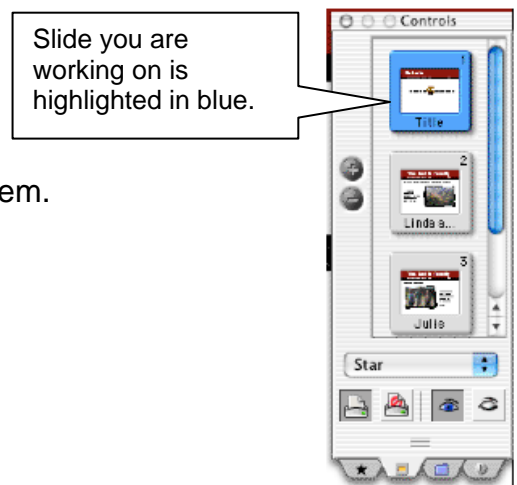 Controls
Slide you are
working on is
highlighted in blue.
1
Title
2
Linda a...
em.
3
Julie
Star